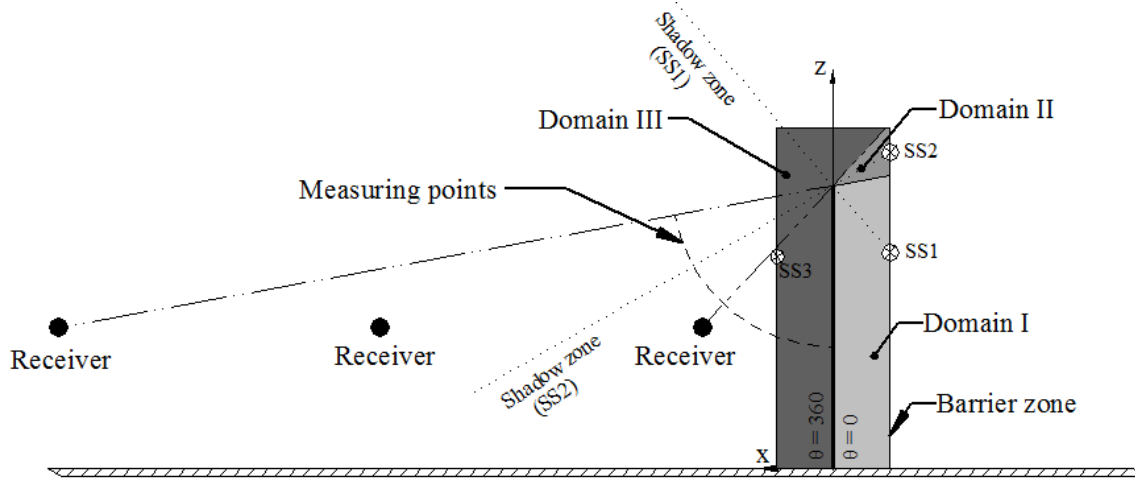 Shadow zone
(SS1)
z
Domain III
Domain II
SS2
Measuring points
SS1
SS3
Receiver
Receiver
Receiver
Shadow zone
(SS2)
Domain I
Barrier zone
θ = 360
θ = 0
x